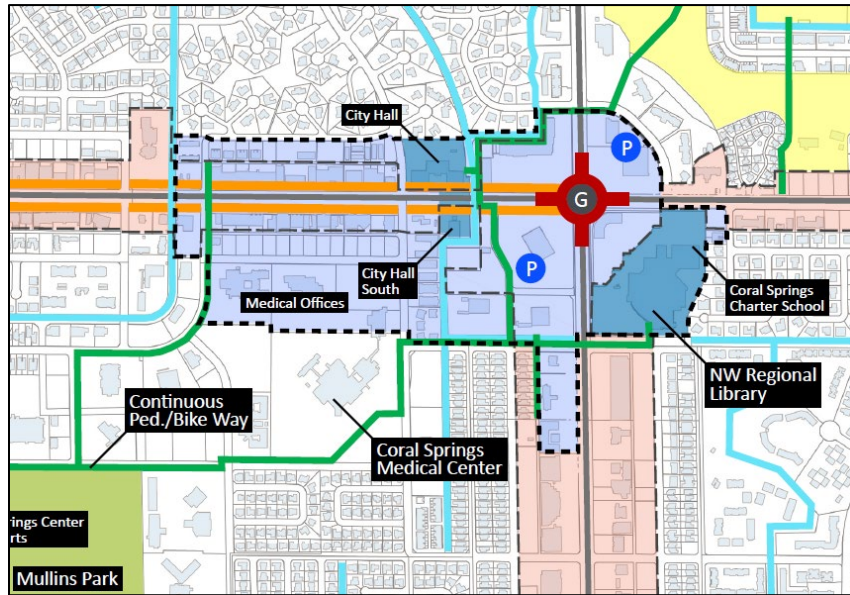 City Hall
P
G
P
City Hall
South
Medical Offices
Coral Springs
Charter School
NW Regional
Library
Continuous
Ped./Bike Way
Coral Springs
Medical Center
rings Center
rts
Mullins Park